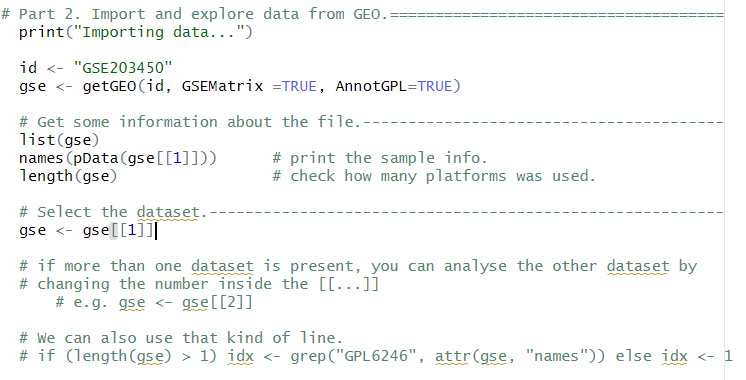 # Part 2. Import and explore data from GEO.=====================================
print("Importing data...")
id <- "GSE203450"
gse <- getGEO(id, GSEMatrix =TRUE, AnnotGPL=TRUE)
# Get some information about the file.----------------------------------------
list(gse)
names(pData(gse[[1]]))      # print the sample info.
length(gse)                 # check how many platforms was used.
# Select the dataset.---------------------------------------------------------
gse <- gse[[1]]
# if more than one dataset is present, you can analyse the other dataset by
# changing the number inside the [[...]]
# e.g. gse <- gse[[2]]
# We can also use that kind of line.
# if (length(gse) > 1) idx <- grep("GPL6246", attr(gse, "names")) else idx <- 1